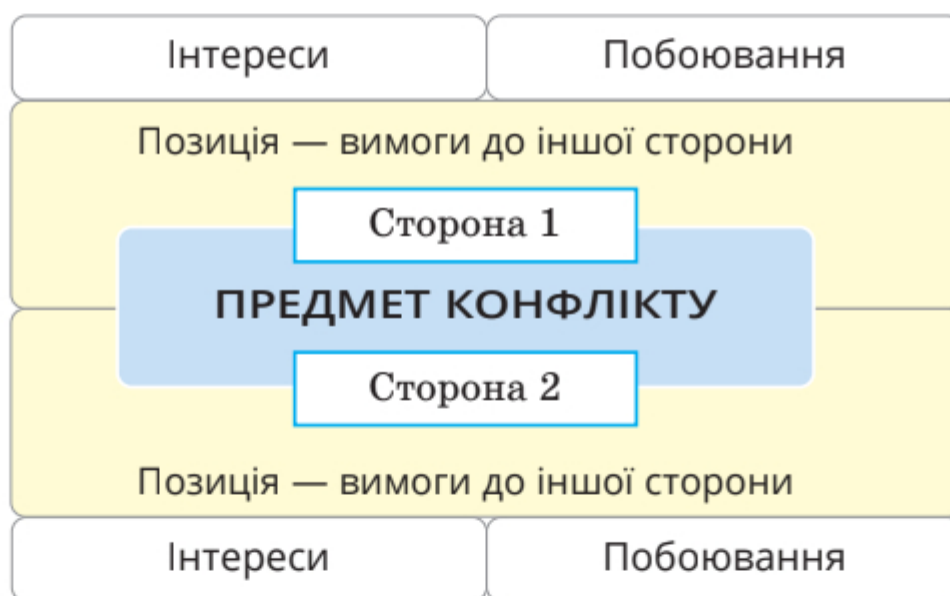 Інтереси Побоювання
Позиція — вимоги до іншої сторони
Сторона 1
ПРЕДМЕТ КОНФЛІКТУ
Сторона 2
Позиція — вимоги до іншої сторони
Інтереси Побоювання